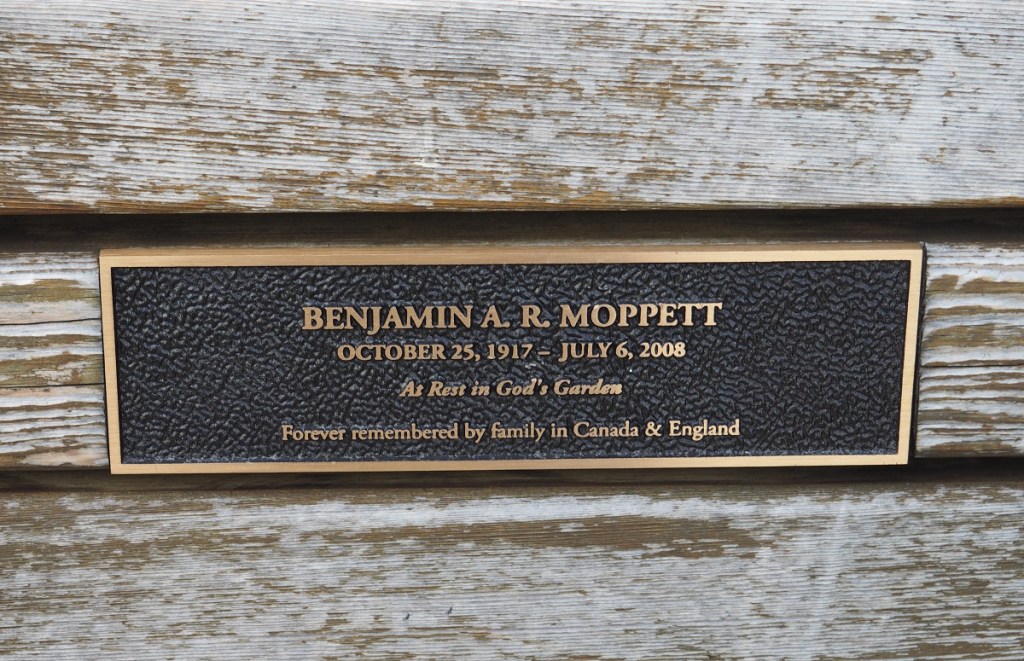 BENJAMIN A. R. MOPPETT
OCTOBER 25, 1917 – JULY 6, 2008
At Rest in God's Garden
Forever remembered by family in Canada & England